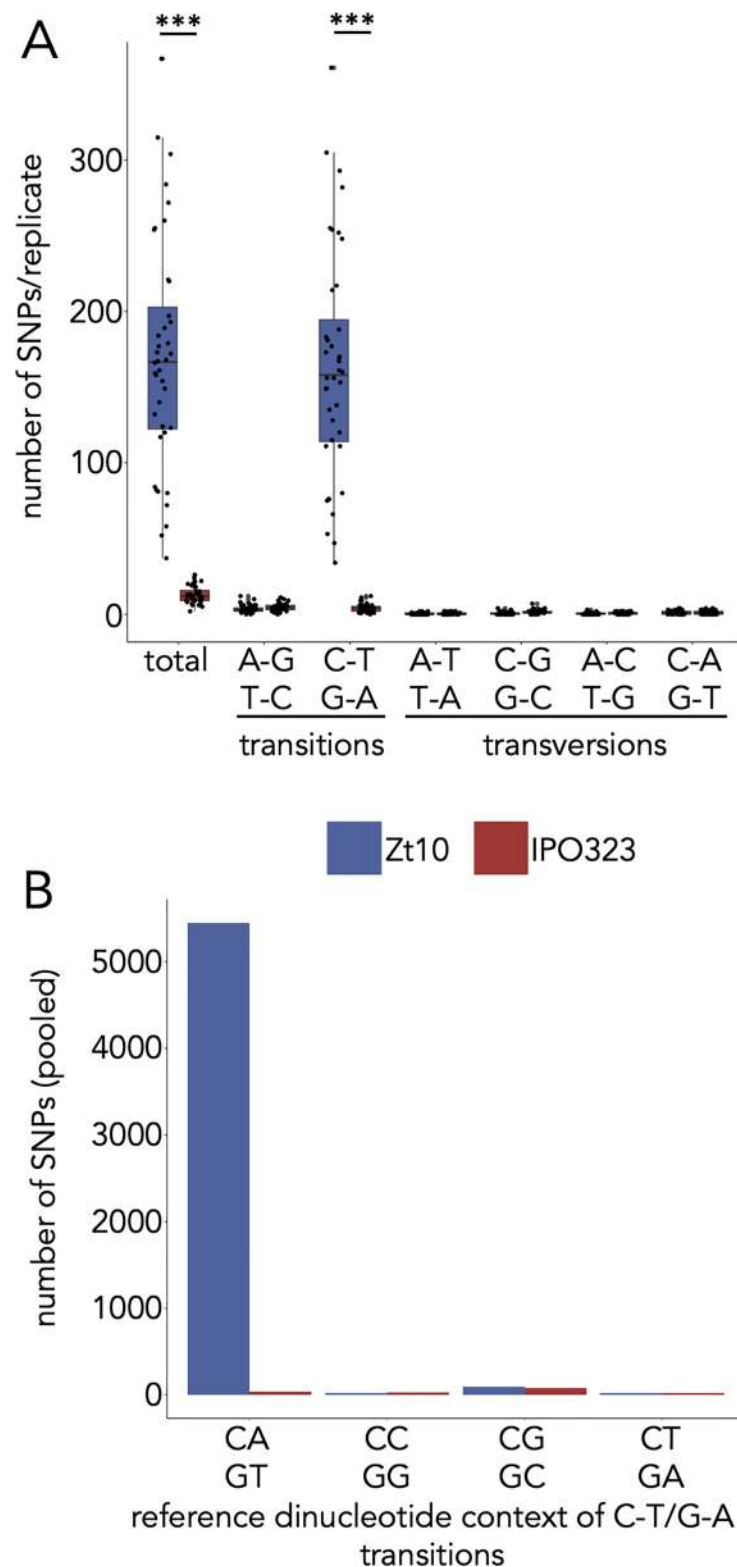 A
*** ***
number of SNPs/replicate
300
200
100
0
total A-G C-T A-T C-G A-C C-A
T-C G-A T-A G-C T-G G-T
transitions transversions
Zt10 IPO323
B
number of SNPs (pooled)
5000
4000
3000
2000
1000
0
CA CC CG CT
GT GG GC GA
reference dinucleotide context of C-T/G-A
transitions